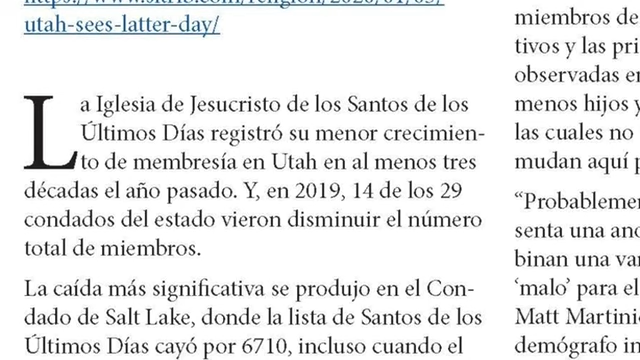 utah-sees-latter-day/
La Iglesia de Jesucristo de los Santos de los
Últimos Días registró su menor crecimien-
to de membresía en Utah en al menos tres
décadas el año pasado. Y, en 2019, 14 de los 29
condados del estado vieron disminuir el número
total de miembros.
La caída más significativa se produjo en el Con-
dado de Salt Lake, donde la lista de Santos de los
Últimos Días cayó por 6710, incluso cuando el
miembros de
tivos y las pri
observadas en
menos hijos y
las cuales no
mudan aquí p
“Probablemen
senta una ano
binan una var
‘malo’ para el
Matt Martini
demógrafo in